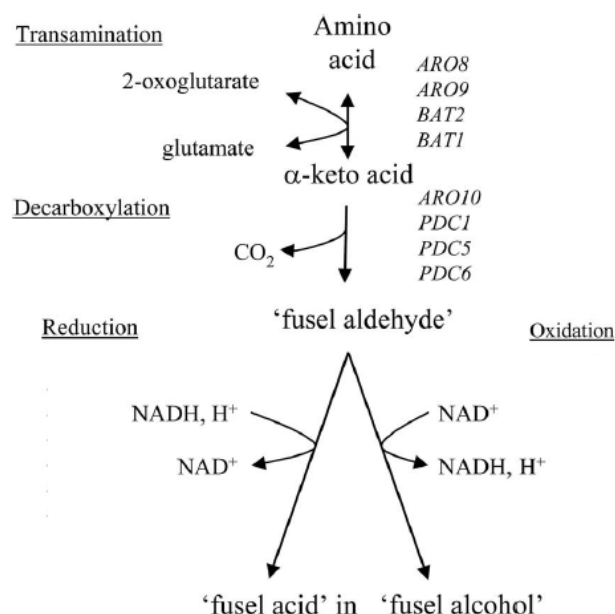 Transamination
Amino
acid
2-oxoglutarate
glutamate
ARO8
ARO9
BAT2
BAT1
α-keto acid
Decarboxylation
CO2
ARO10
PDC1
PDC5
PDC6
'fusel aldehyde'
Reduction
Oxidation
NADH, H+
NAD+
NAD+
NADH, H+
'fusel acid' in
'fusel alcohol'